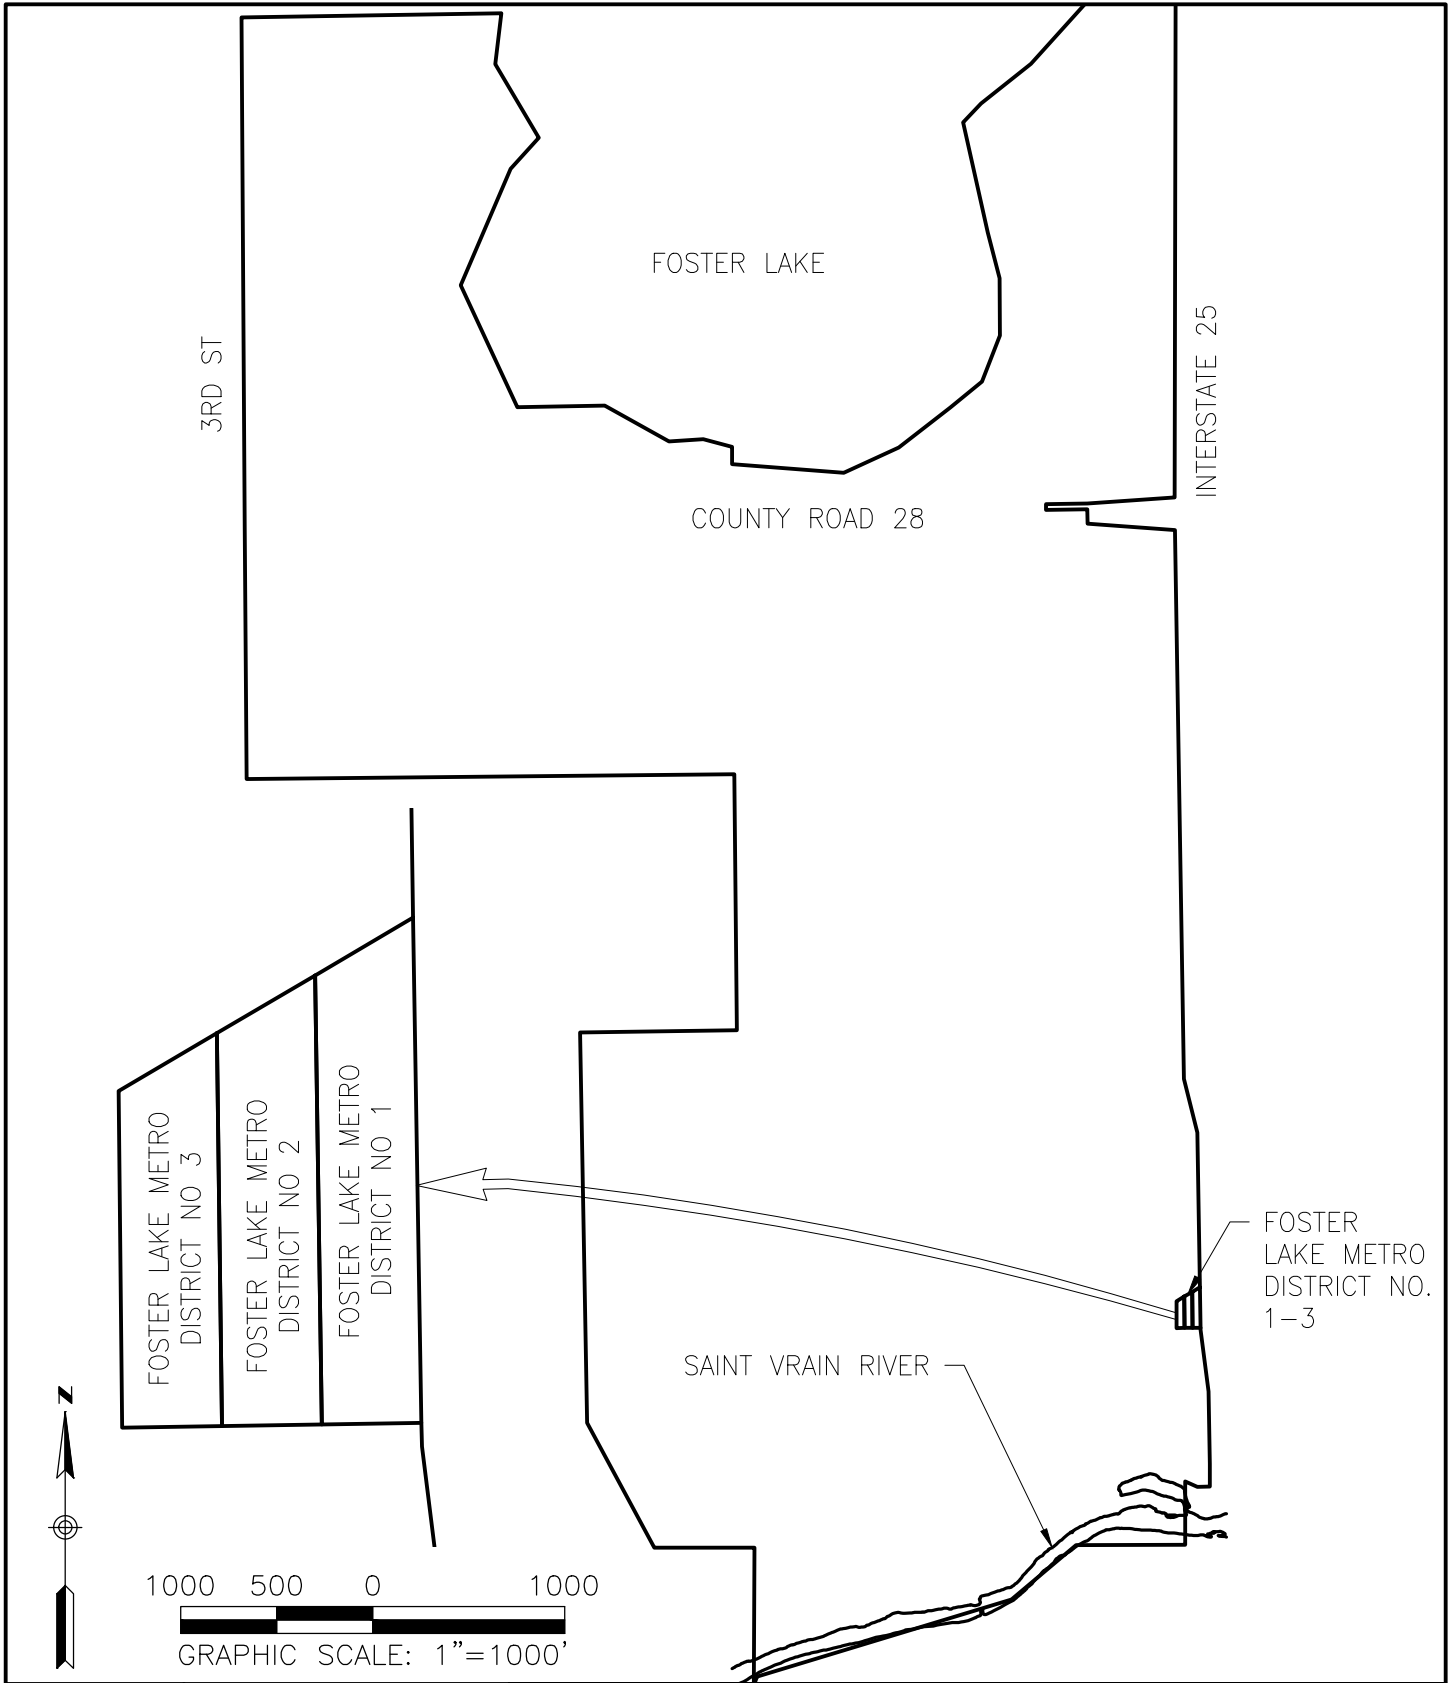 FOSTER LAKE
3RD ST
INTERSTATE 25
COUNTY ROAD 28
FOSTER LAKE METRO
DISTRICT NO 3
FOSTER LAKE METRO
DISTRICT NO 2
FOSTER LAKE METRO
DISTRICT NO 1
FOSTER
LAKE METRO
DISTRICT NO.
1-3
SAINT VRAIN RIVER
N
1000 500 0 1000
GRAPHIC SCALE: 1"=1000'